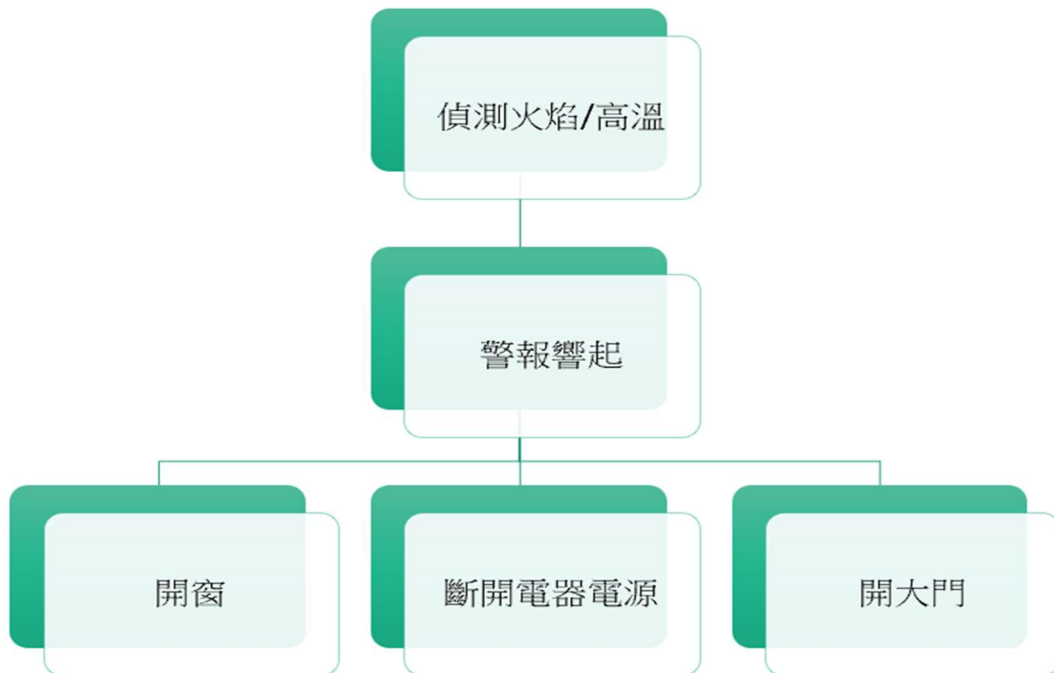 偵測火焰/高溫
警報響起
開窗
斷開電器電源
開大門